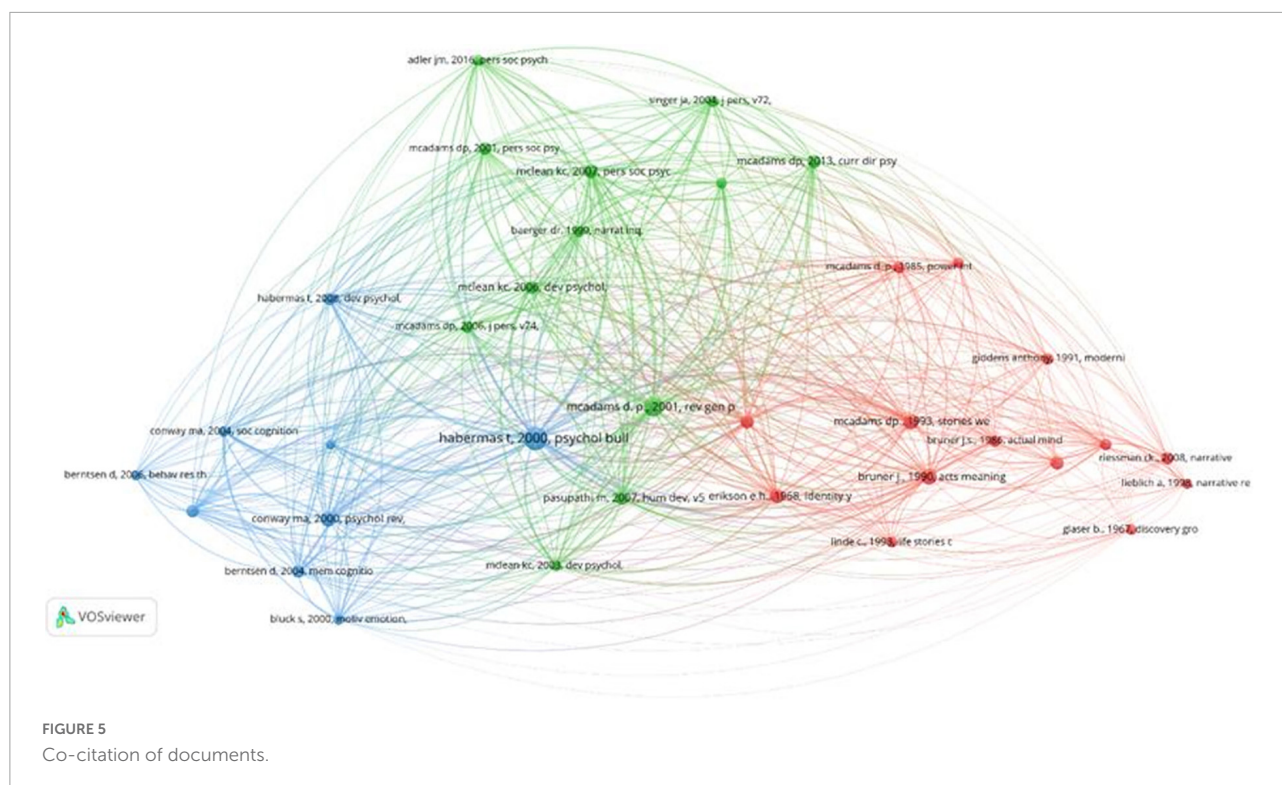 adler jm, 2016, pers soc psych
singer ja, 2004, j pers, v72,
mcadams dp, 2001, pers soc psy
mcadams dp, 2013, curr dir psy
mclean kc, 2007, pers soc psyc
baerger dr, 1999, narrat inq,
mcadams d. p., 1985, power int
mclean kc, 2006, dev psychol,
habermas t, dev psychol,
mcadams dp, 2006, j pers, v74,
giddens anthony, 1991, moderni
mcadams d. p., 2001, rev gen p
mcadams dp., 1993, stories we
conway ma, 2004, soc cognition
habermas t, 2000, psychol bull
bruner j.s., 1986, actual mind
riessman ck., 2008, narrative
berntsen d, 2006, behav res th
bruner j., 1990, acts meaning
lieblich a, 1998, narrative re
pasupathi m, 2007, hum dev, v5
erikson e.h., 1968, identity y
conway ma, 2000, psychol rev,
glaser b., 1967, discovery gro
linde c., 1993, life stories c
mclean kc, 2003, dev psychol,
berntsen d, 2004, mem cognitio
bluck s, 2000, motiv emotion,
VOSviewer
FIGURE 5
Co-citation of documents.